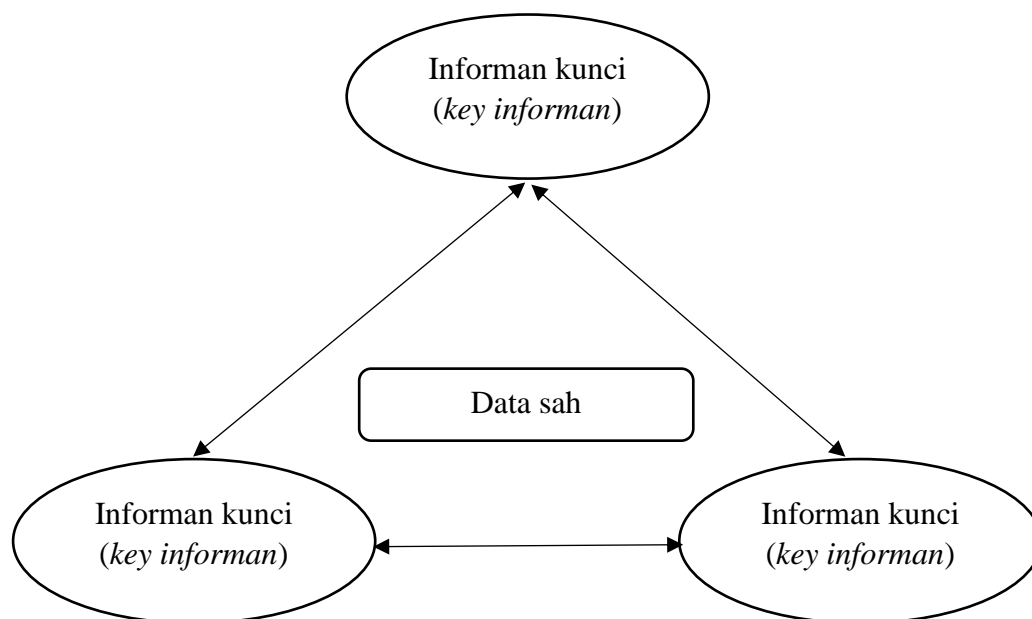 Informan kunci
(key informan)
Data sah
Informan kunci
(key informan)
Informan kunci
(key informan)